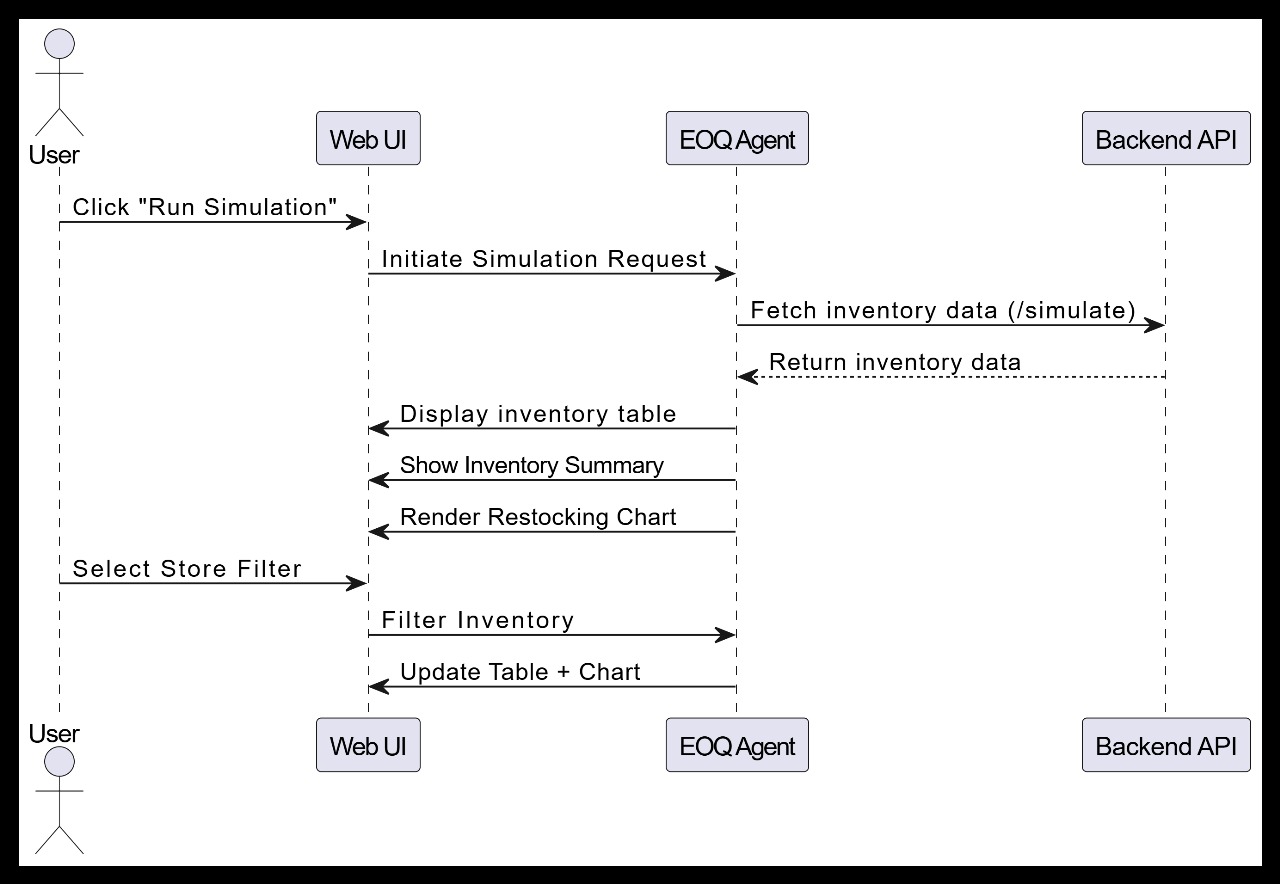 User
Web UI
EOQ Agent
Backend API
Click "Run Simulation"
Initiate Simulation Request
Fetch inventory data (/simulate)
Return inventory data
Display inventory table
Show Inventory Summary
Render Restocking Chart
Select Store Filter
Filter Inventory
Update Table + Chart
User
Web UI
EOQ Agent
Backend API